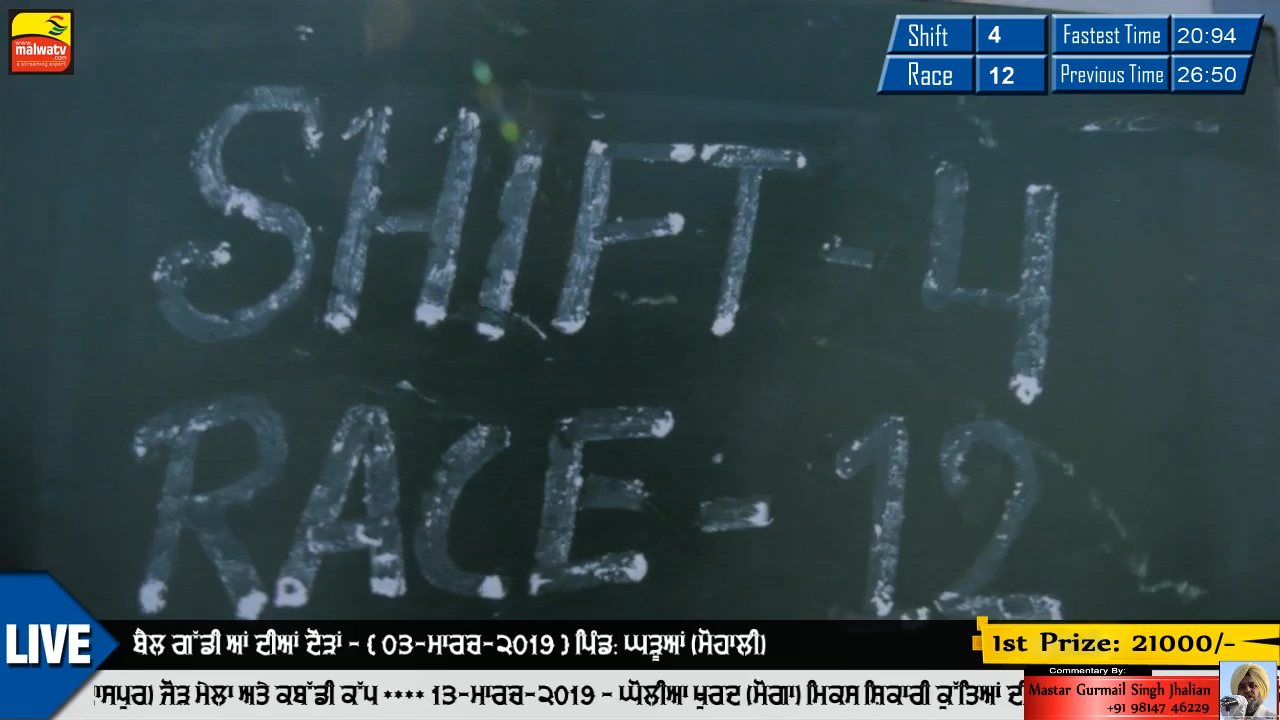 www.
malwatv
.com
a streaming expert
Shift 4 Fastest Time 20:94
Race 12 Previous Time 26:50
SHIFT - 4
RACE - 12
LIVE
ਬੈਲ ਗੱਡੀ ਆਂ ਦੀਆਂ ਦੌੜਾਂ - { 03-ਮਾਰਚ-੨019 } ਪਿੰਡ: ਘੜੂਆਂ (ਮੋਹਾਲੀ)
1st Prize: 21000/-
ਜੋੜ ਮੇਲਾ ਅਤੇ ਕਬੱਡੀ ਕੱਪ **** 13-ਮਾਰਚ-੨019 - ਘੋਲੀਆ ਖੁਰਦ (ਮੋਗਾ) ਮਿਕਸ ਸ਼ਿਕਾਰੀ ਕੁੱਤਿਆਂ
Commentary By:
Mastar Gurmail Singh Jhalian
+91 98147 46229